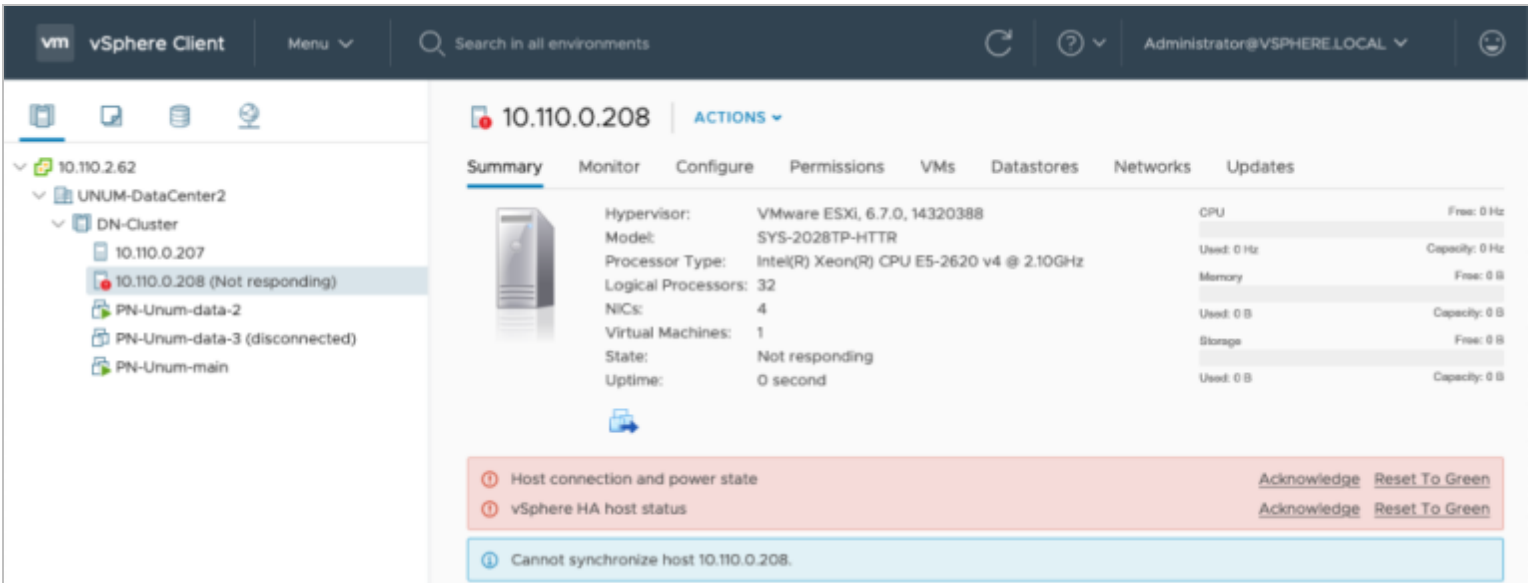 vm vSphere Client Menu Search in all environments Administrator@VSPHERE.LOCAL
10.110.2.62
UNUM-DataCenter2
DN-Cluster
10.110.0.207
10.110.0.208 (Not responding)
PN-Unum-data-2
PN-Unum-data-3 (disconnected)
PN-Unum-main
10.110.0.208 ACTIONS
Summary Monitor Configure Permissions VMs Datastores Networks Updates
Hypervisor: VMware ESXi, 6.7.0, 14320388
Model: SYS-2028TP-HTTR
Processor Type: Intel(R) Xeon(R) CPU E5-2620 v4 @ 2.10GHz
Logical Processors: 32
NICs: 4
Virtual Machines: 1
State: Not responding
Uptime: 0 second
CPU Free: 0 Hz
Used: 0 Hz Capacity: 0 Hz
Memory Free: 0 B
Used: 0 B Capacity: 0 B
Storage Free: 0 B
Used: 0 B Capacity: 0 B
Host connection and power state Acknowledge Reset To Green
vSphere HA host status Acknowledge Reset To Green
Cannot synchronize host 10.110.0.208.